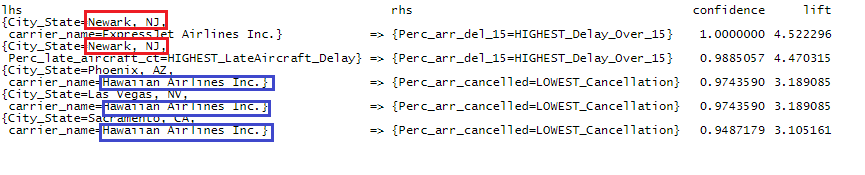 lhs rhs confidence lift
{City_State=Newark, NJ,
carrier_name=ExpressJet Airlines Inc.} => {Perc_arr_del_15=HIGHEST_Delay_Over_15} 1.0000000 4.522296
{City_State=Newark, NJ,
Perc_late_aircraft_ct=HIGHEST_LateAircraft_Delay} => {Perc_arr_del_15=HIGHEST_Delay_Over_15} 0.9885057 4.470315
{City_State=Phoenix, AZ,
carrier_name=Hawaiian Airlines Inc.} => {Perc_arr_cancelled=LOWEST_Cancellation} 0.9743590 3.189085
{City_State=Las Vegas, NV,
carrier_name=Hawaiian Airlines Inc.} => {Perc_arr_cancelled=LOWEST_Cancellation} 0.9743590 3.189085
{City_State=Sacramento, CA,
carrier_name=Hawaiian Airlines Inc.} => {Perc_arr_cancelled=LOWEST_Cancellation} 0.9487179 3.105161